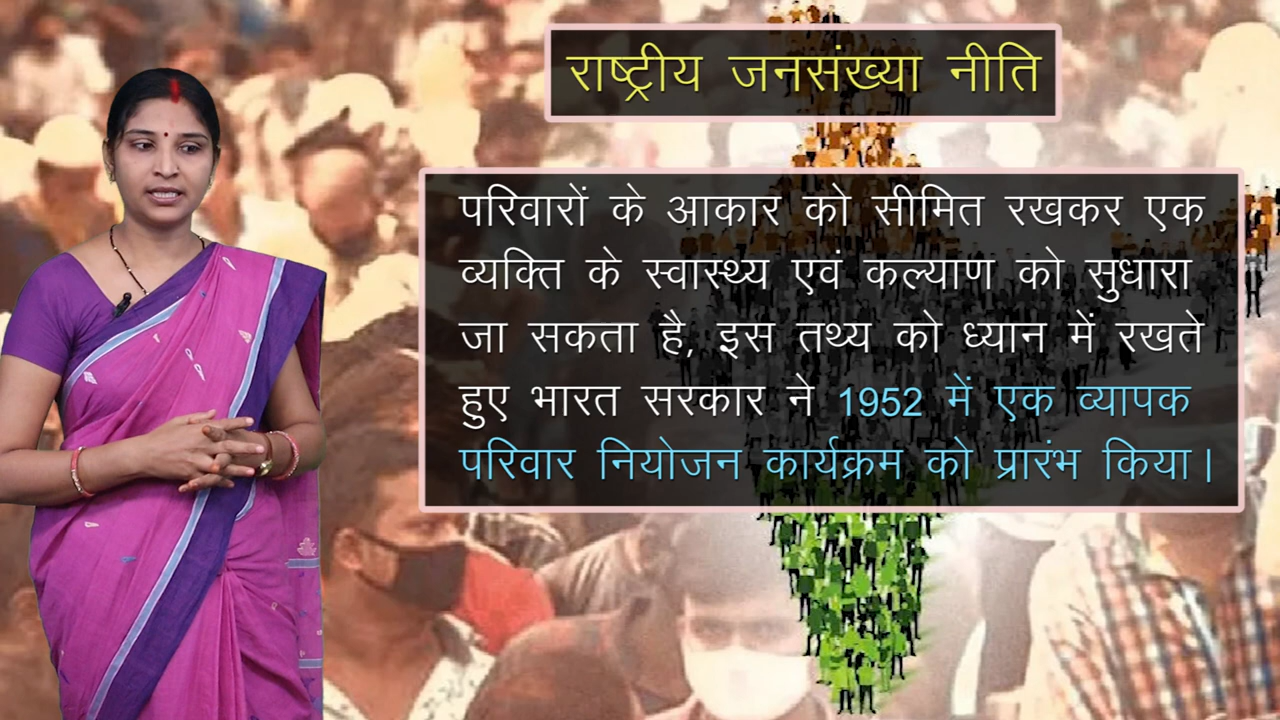 राष्ट्रीय जनसंख्या नीति
परिवारों के आकार को सीमित रखकर एक
व्यक्ति के स्वास्थ्य एवं कल्याण को सुधारा
जा सकता है, इस तथ्य को ध्यान में रखते
हुए भारत सरकार ने 1952 में एक व्यापक
परिवार नियोजन कार्यक्रम को प्रारंभ किया।